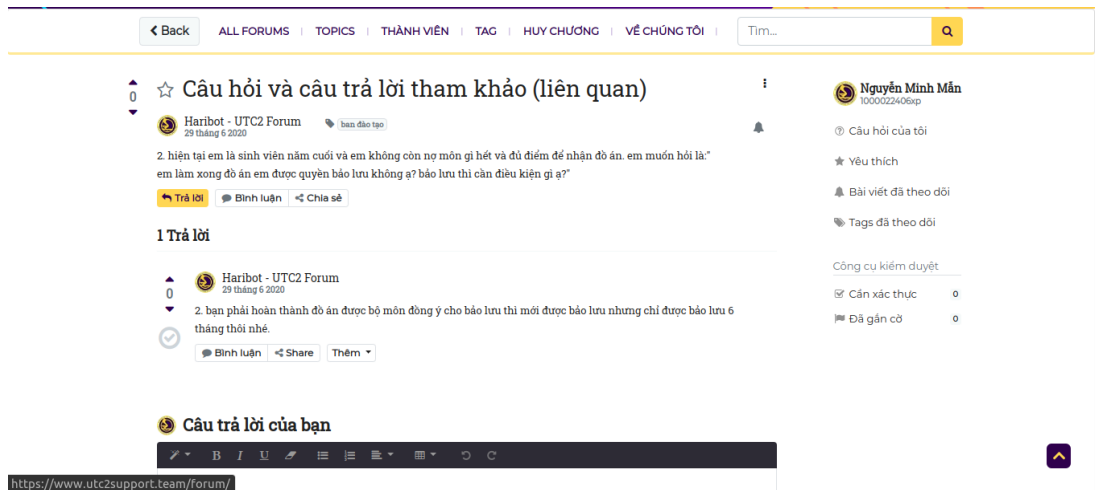 Back
ALL FORUMS
TOPICS
THÀNH VIÊN
TAG
HUY CHƯƠNG
VỀ CHÚNG TÔI
Tìm...
0
Câu hỏi và câu trả lời tham khảo (liên quan)
Haribot - UTC2 Forum
29 tháng 6 2020
ban đào tạo
2. hiện tại em là sinh viên năm cuối và em không còn nợ môn gì hết và đủ điểm để nhận đồ án. em muốn hỏi là:"
em làm xong đồ án em được quyền bảo lưu không ạ? bảo lưu thì cần điều kiện gì ạ?"
Trả lời
Bình luận
Chia sẻ
1 Trả lời
0
Haribot - UTC2 Forum
29 tháng 6 2020
2. bạn phải hoàn thành đồ án được bộ môn đồng ý cho bảo lưu thì mới được bảo lưu nhưng chỉ được bảo lưu 6
tháng thôi nhé.
Bình luận
Share
Thêm
Câu trả lời của bạn
B I U
Nguyễn Minh Mẫn
1000022406xp
Câu hỏi của tôi
Yêu thích
Bài viết đã theo dõi
Tags đã theo dõi
Công cụ kiểm duyệt
Cần xác thực 0
Đã gắn cờ 0
https://www.utc2support.team/forum/